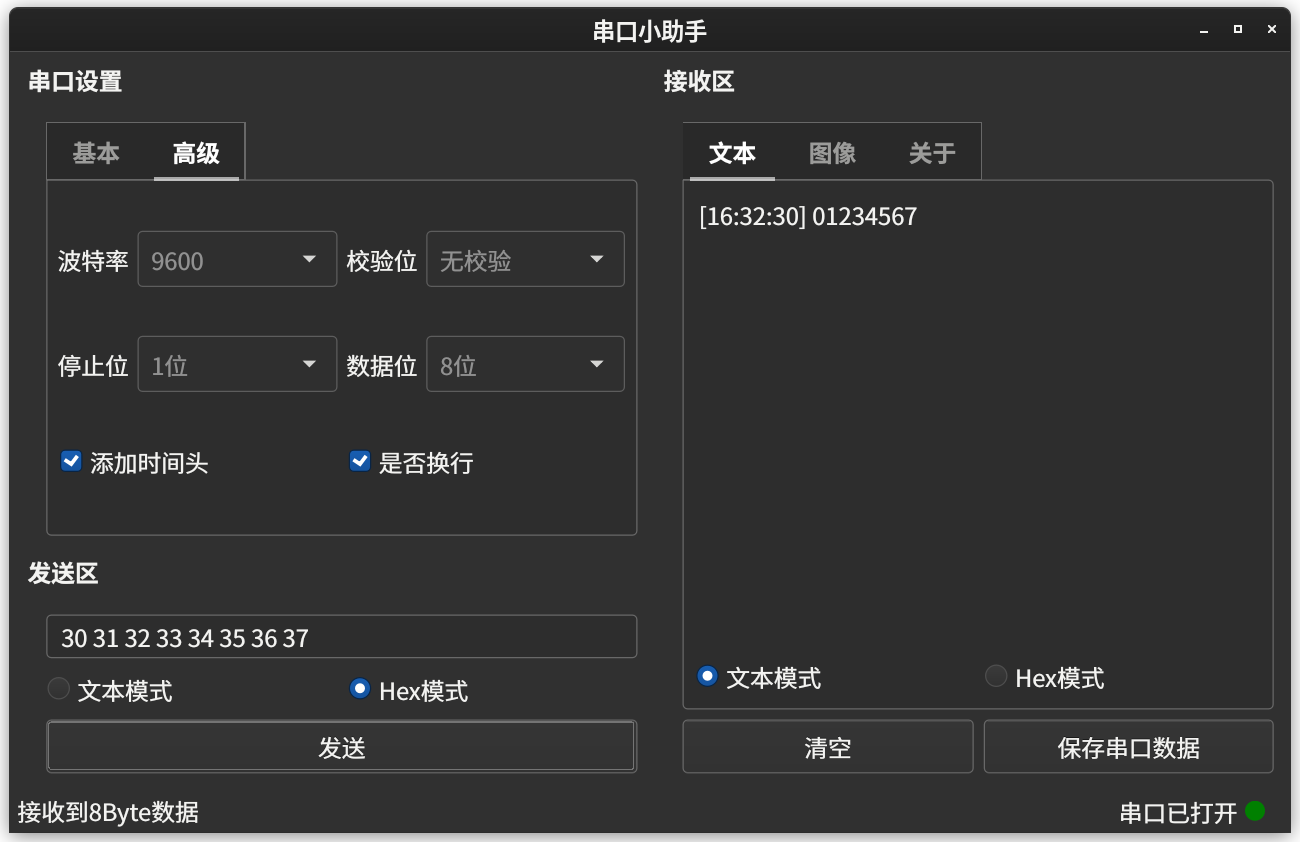 串口小助手
串口设置
基本 高级
波特率 9600 校验位 无校验
停止位 1位 数据位 8位
添加时间头 是否换行
发送区
30 31 32 33 34 35 36 37
文本模式 Hex模式
发送
接收区
文本 图像 关于
[16:32:30] 01234567
文本模式 Hex模式
清空 保存串口数据
接收到8Byte数据
串口已打开